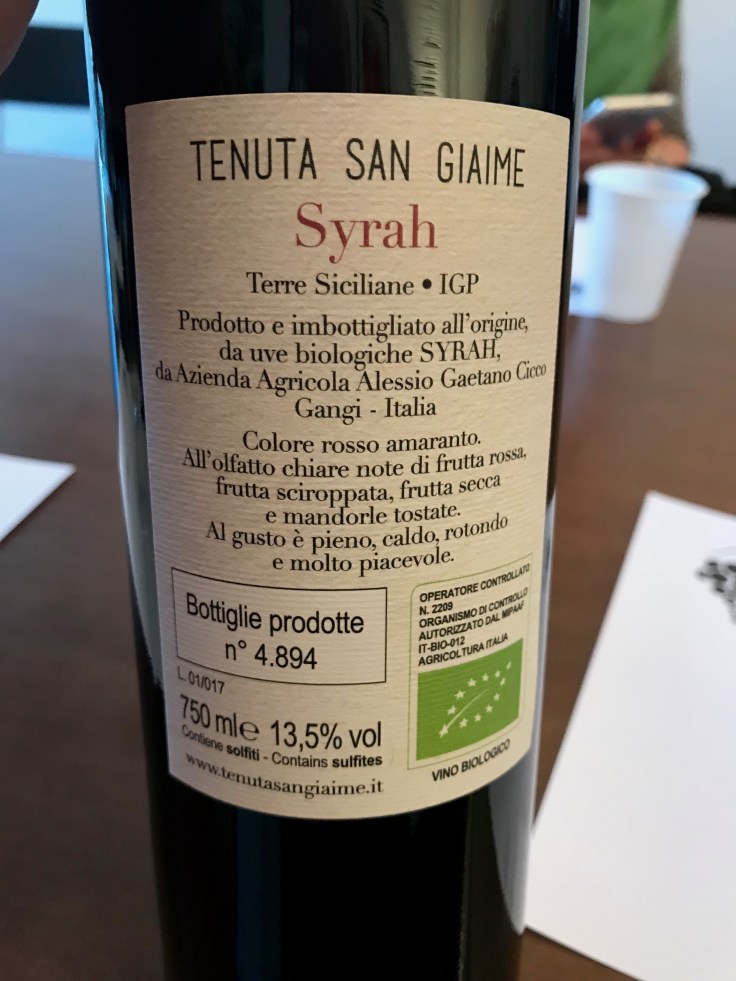 TENUTA SAN GIAIME
Syrah
Terre Siciliane • IGP
Prodotto e imbottigliato all'origine,
da uve biologiche SYRAH,
da Azienda Agricola Alessio Gaetano Cicco
Gangi - Italia
Colore rosso amaranto.
All'olfatto chiare note di frutta rossa,
frutta sciroppata, frutta secca
e mandorle tostate.
Al gusto è pieno, caldo, rotondo
e molto piacevole.
Bottiglie prodotte
n° 4.894
L. 01/017
750 ml e 13,5% vol
Contiene solfiti - Contains sulfites
www.tenutasangiaime.it
OPERATORE CONTROLLATO
N. 2209
ORGANISMO DI CONTROLLO
AUTORIZZATO DAL MIPAAF
IT-BIO-012
AGRICOLTURA ITALIA
VINO BIOLOGICO